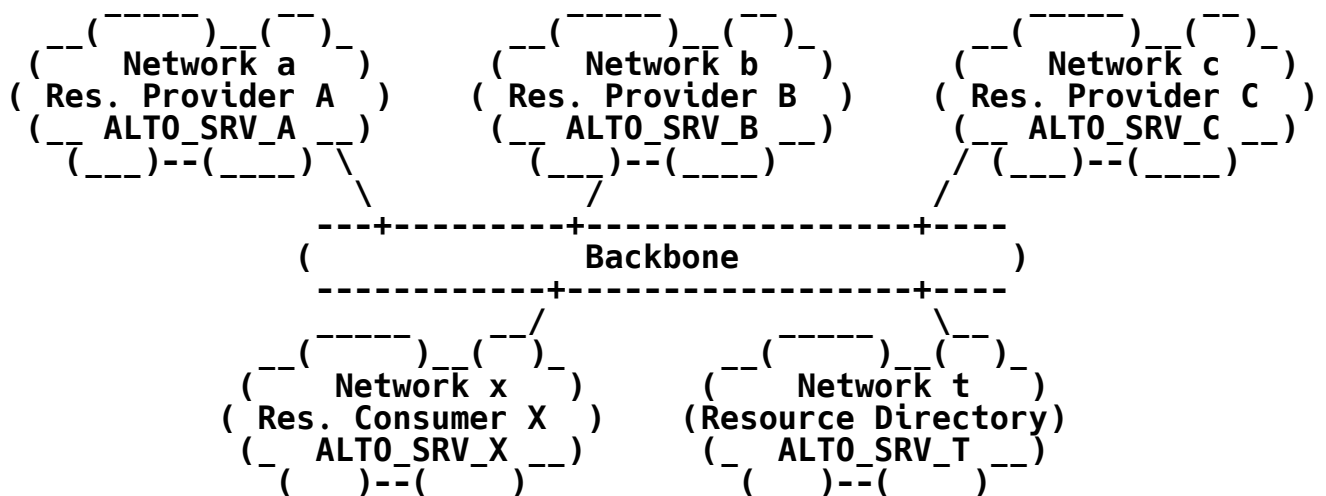 Network a Network b Network c
Res. Provider A Res. Provider B Res. Provider C
ALTO_SRV_A ALTO_SRV_B ALTO_SRV_C
Backbone
Network x Network t
Res. Consumer X Resource Directory
ALTO_SRV_X ALTO_SRV_T